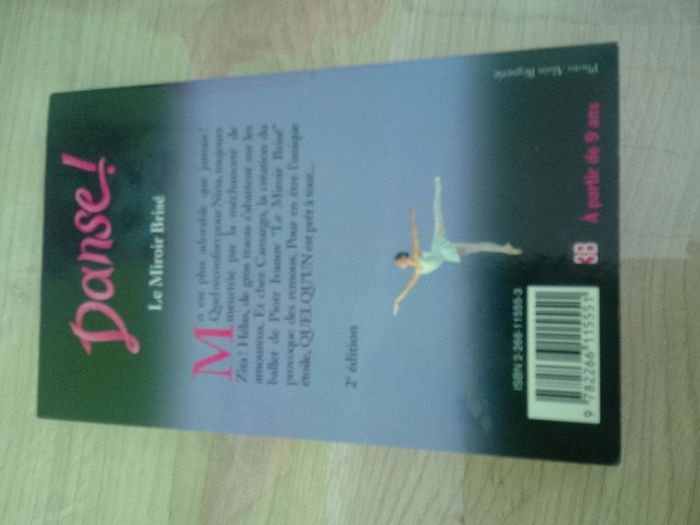 Danse!
Le Miroir Brisé
Mo est plus adorable que jamais!
Quel réconfort pour Nina, toujours
meurtrie par la méchanceté de
Zita! Hélas, de gros tracas s'abattent sur les
amoureux. Et chez Camargo, la création du
ballet de Piotr Ivanov "Le Miroir Brisé"
provoque des remous. Pour en être l'unique
étoile, QUELQU'UN est prêt à tout...
2e édition
Photo Alain
À partir de 9 ans
ISBN 2-266-11555-3
9 782266 115551